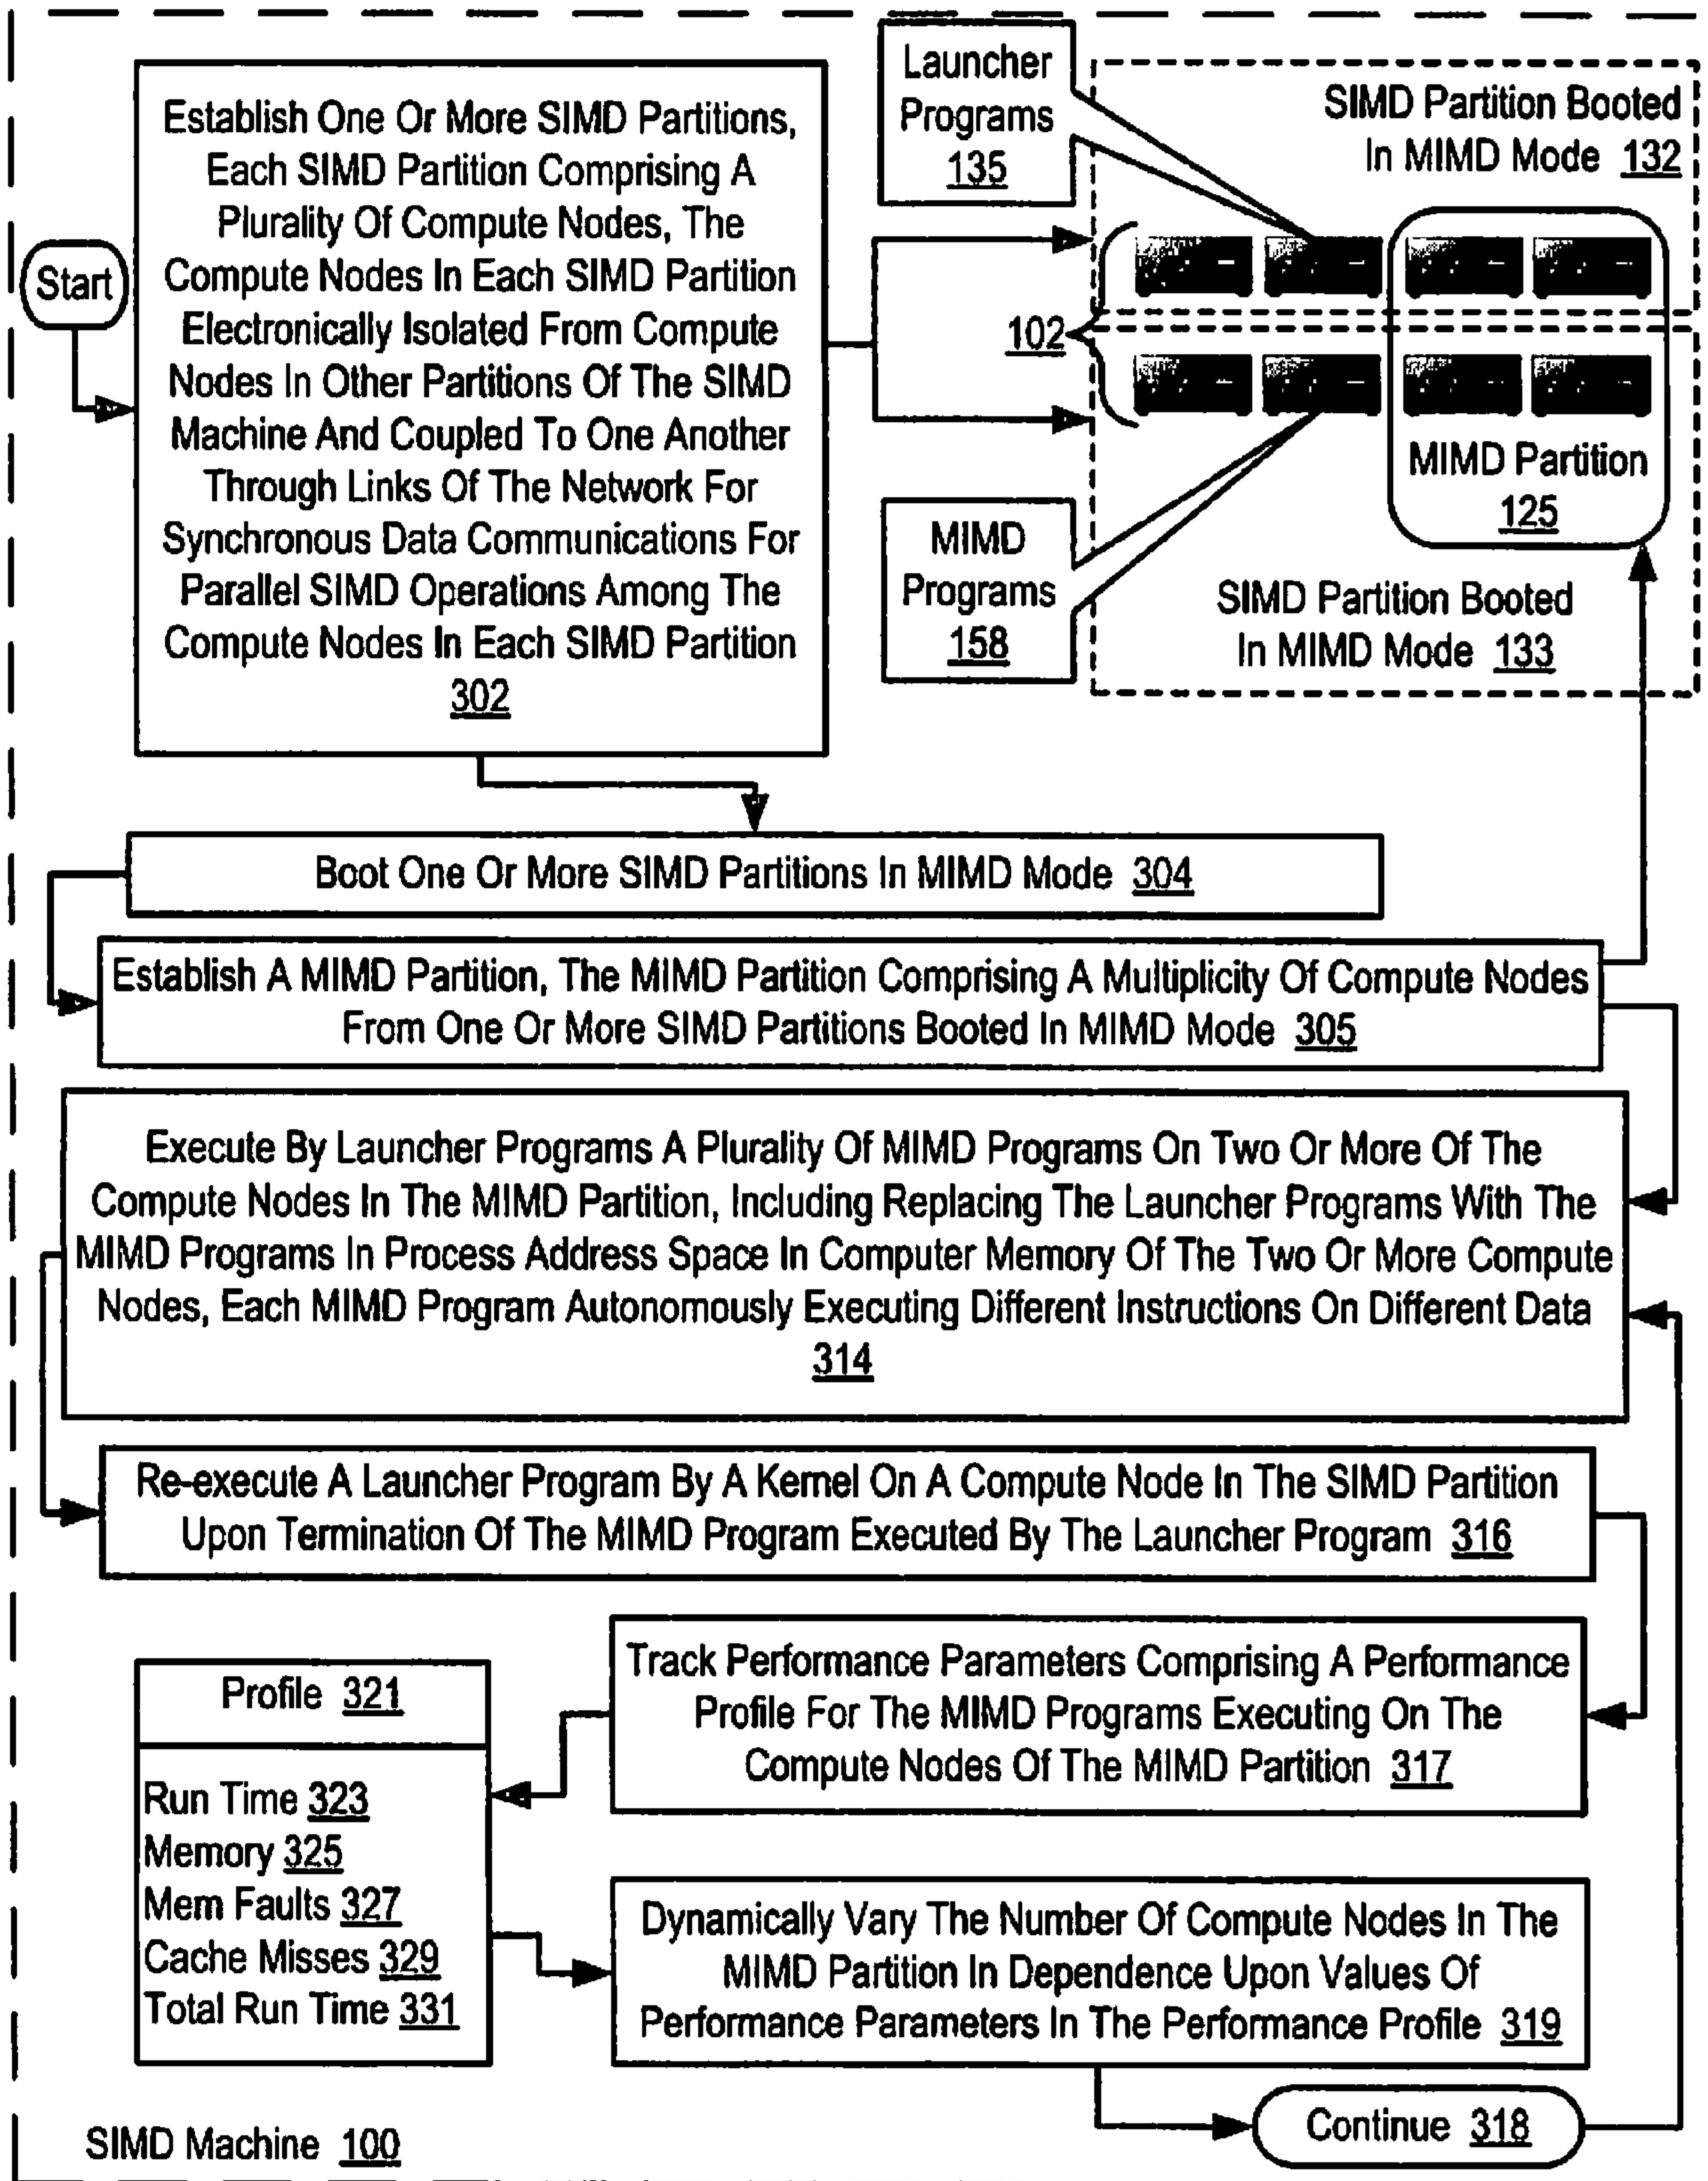 Start
Establish One Or More SIMD Partitions,
Each SIMD Partition Comprising A
Plurality Of Compute Nodes, The
Compute Nodes In Each SIMD Partition
Electronically Isolated From Compute
Nodes In Other Partitions Of The SIMD
Machine And Coupled To One Another
Through Links Of The Network For
Synchronous Data Communications For
Parallel SIMD Operations Among The
Compute Nodes In Each SIMD Partition
302
Launcher
Programs
135
SIMD Partition Booted
In MIMD Mode 132
102
MIMD Partition
125
MIMD
Programs
158
SIMD Partition Booted
In MIMD Mode 133
Boot One Or More SIMD Partitions In MIMD Mode 304
Establish A MIMD Partition, The MIMD Partition Comprising A Multiplicity Of Compute Nodes
From One Or More SIMD Partitions Booted In MIMD Mode 305
Execute By Launcher Programs A Plurality Of MIMD Programs On Two Or More Of The
Compute Nodes In The MIMD Partition, Including Replacing The Launcher Programs With The
MIMD Programs In Process Address Space In Computer Memory Of The Two Or More Compute
Nodes, Each MIMD Program Autonomously Executing Different Instructions On Different Data
314
Re-execute A Launcher Program By A Kernel On A Compute Node In The SIMD Partition
Upon Termination Of The MIMD Program Executed By The Launcher Program 316
Track Performance Parameters Comprising A Performance
Profile For The MIMD Programs Executing On The
Compute Nodes Of The MIMD Partition 317
Profile 321
Run Time 323
Memory 325
Mem Faults 327
Cache Misses 329
Total Run Time 331
Dynamically Vary The Number Of Compute Nodes In The
MIMD Partition In Dependence Upon Values Of
Performance Parameters In The Performance Profile 319
Continue 318
SIMD Machine 100